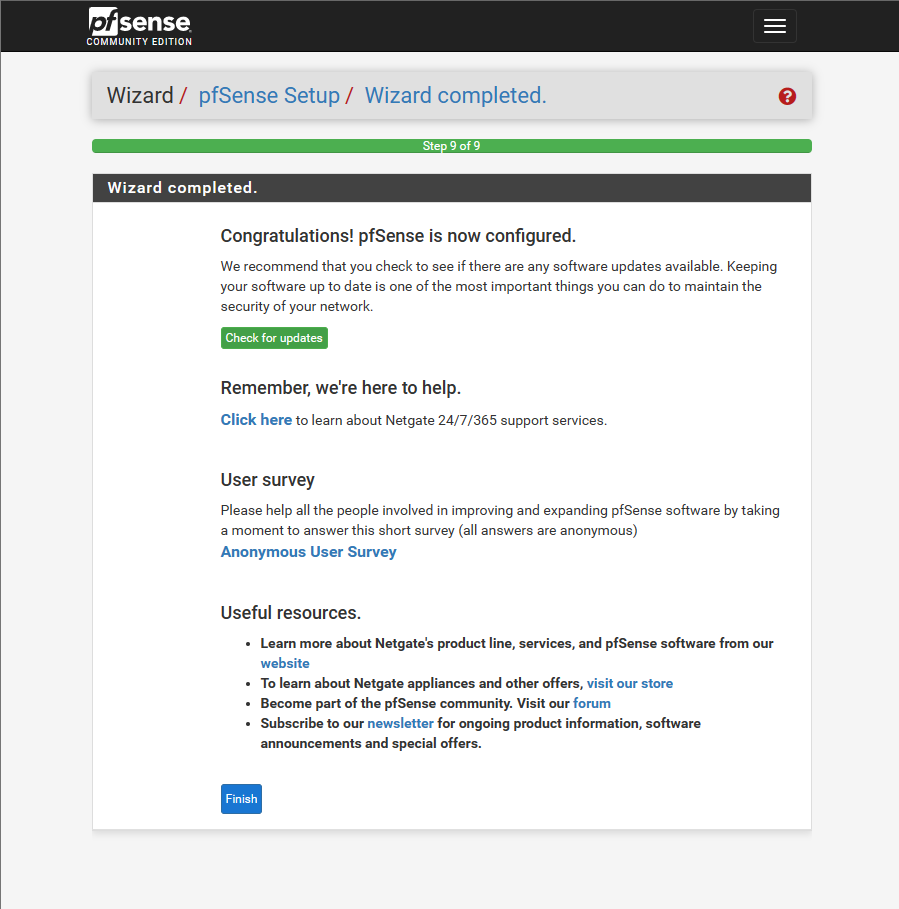 pfsense
COMMUNITY EDITION
Wizard / pfSense Setup / Wizard completed.
?
Step 9 of 9
Wizard completed.
Congratulations! pfSense is now configured.
We recommend that you check to see if there are any software updates available. Keeping
your software up to date is one of the most important things you can do to maintain the
security of your network.
Check for updates
Remember, we're here to help.
Click here to learn about Netgate 24/7/365 support services.
User survey
Please help all the people involved in improving and expanding pfSense software by taking
a moment to answer this short survey (all answers are anonymous)
Anonymous User Survey
Useful resources.
• Learn more about Netgate's product line, services, and pfSense software from our
website
• To learn about Netgate appliances and other offers, visit our store
• Become part of the pfSense community. Visit our forum
• Subscribe to our newsletter for ongoing product information, software
announcements and special offers.
Finish